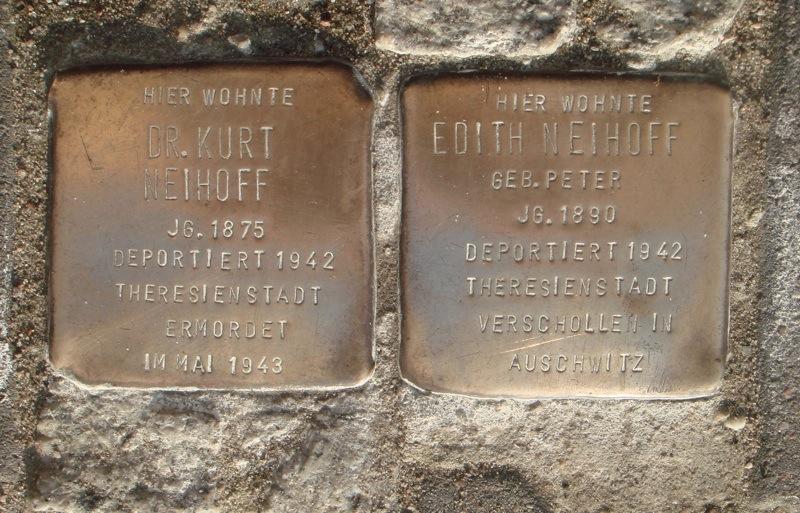 HIER WOHNTE
DR. KURT
NEIHOFF
JG. 1875
DEPORTIERT 1942
THERESIENSTADT
ERMORDET
IM MAI 1943
HIER WOHNTE
EDITH NEIHOFF
GEB. PETER
JG. 1890
DEPORTIERT 1942
THERESIENSTADT
VERSCHOLLEN IN
AUSCHWITZ